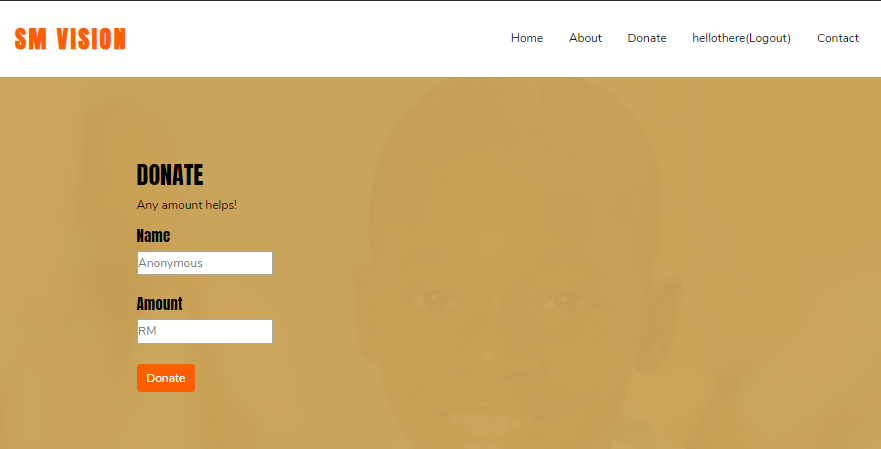 SM VISION
Home About Donate hellothere(Logout) Contact
DONATE
Any amount helps!
Name
Anonymous
Amount
RM
Donate